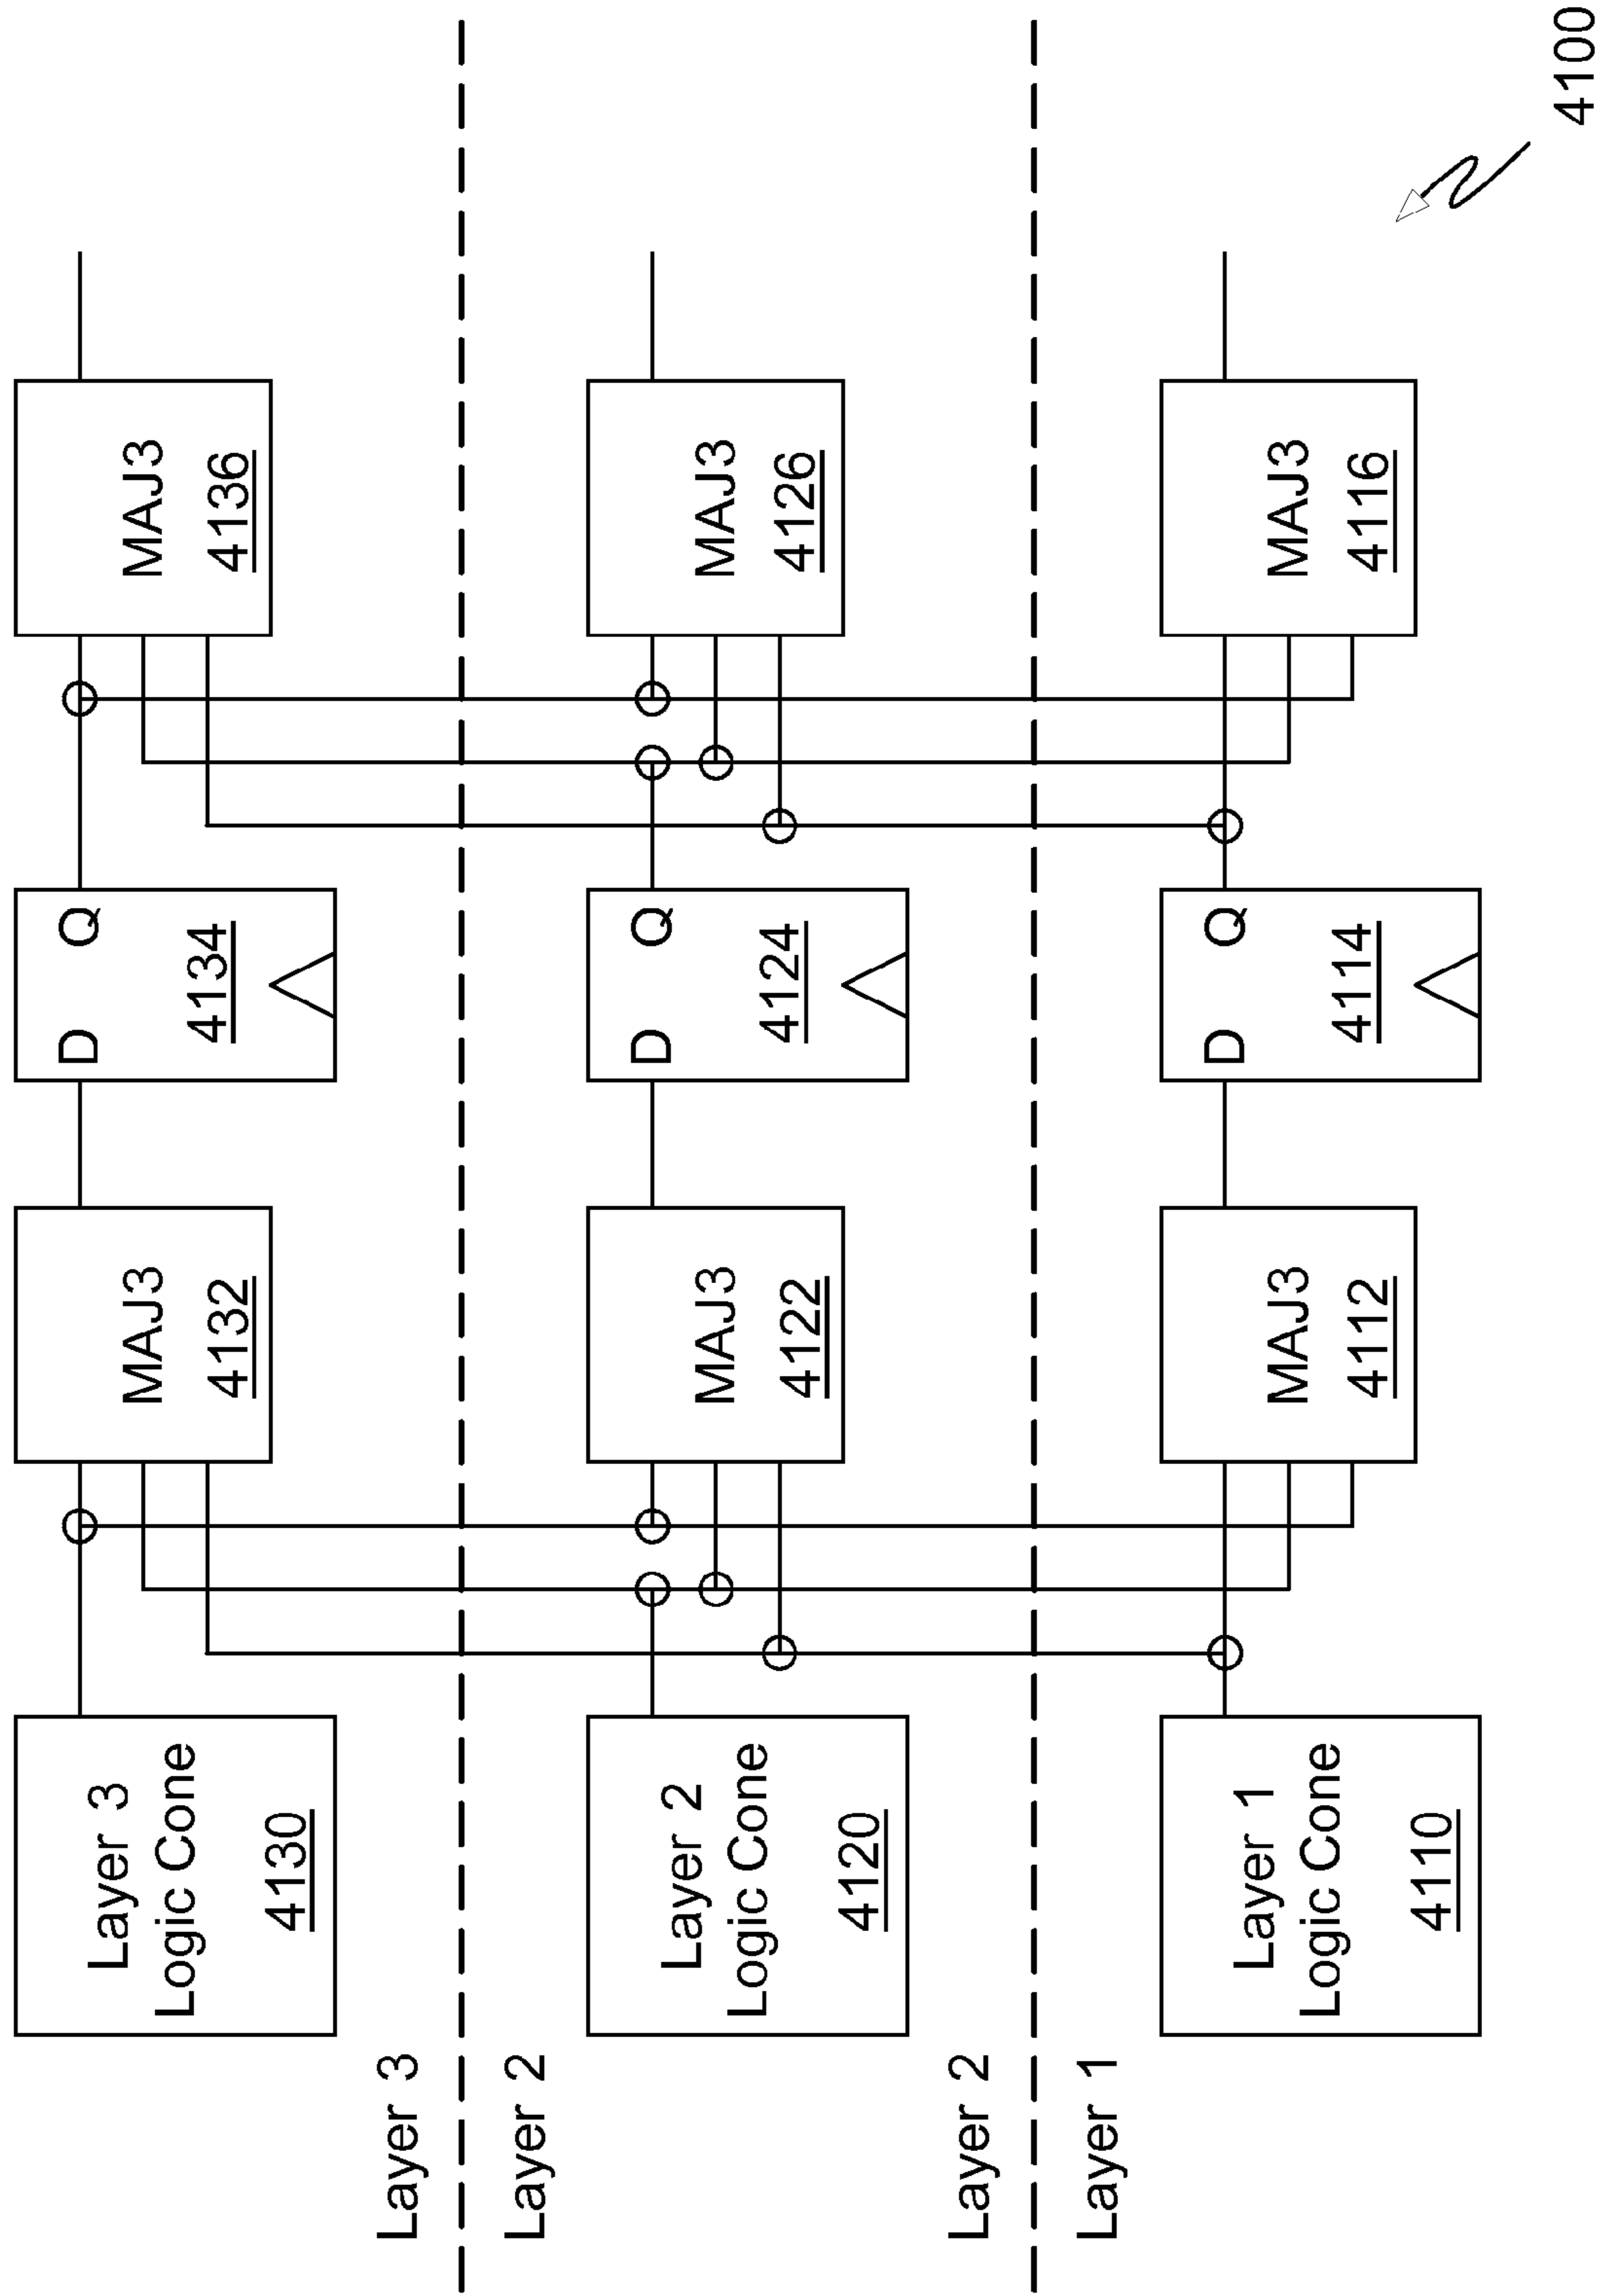 Layer 3
Logic Cone
4130
MAJ3
4132
D Q
4134
MAJ3
4136
Layer 3
Layer 2
Layer 2
Logic Cone
4120
MAJ3
4122
D Q
4124
MAJ3
4126
Layer 2
Layer 1
Layer 1
Logic Cone
4110
MAJ3
4112
D Q
4114
MAJ3
4116
4100